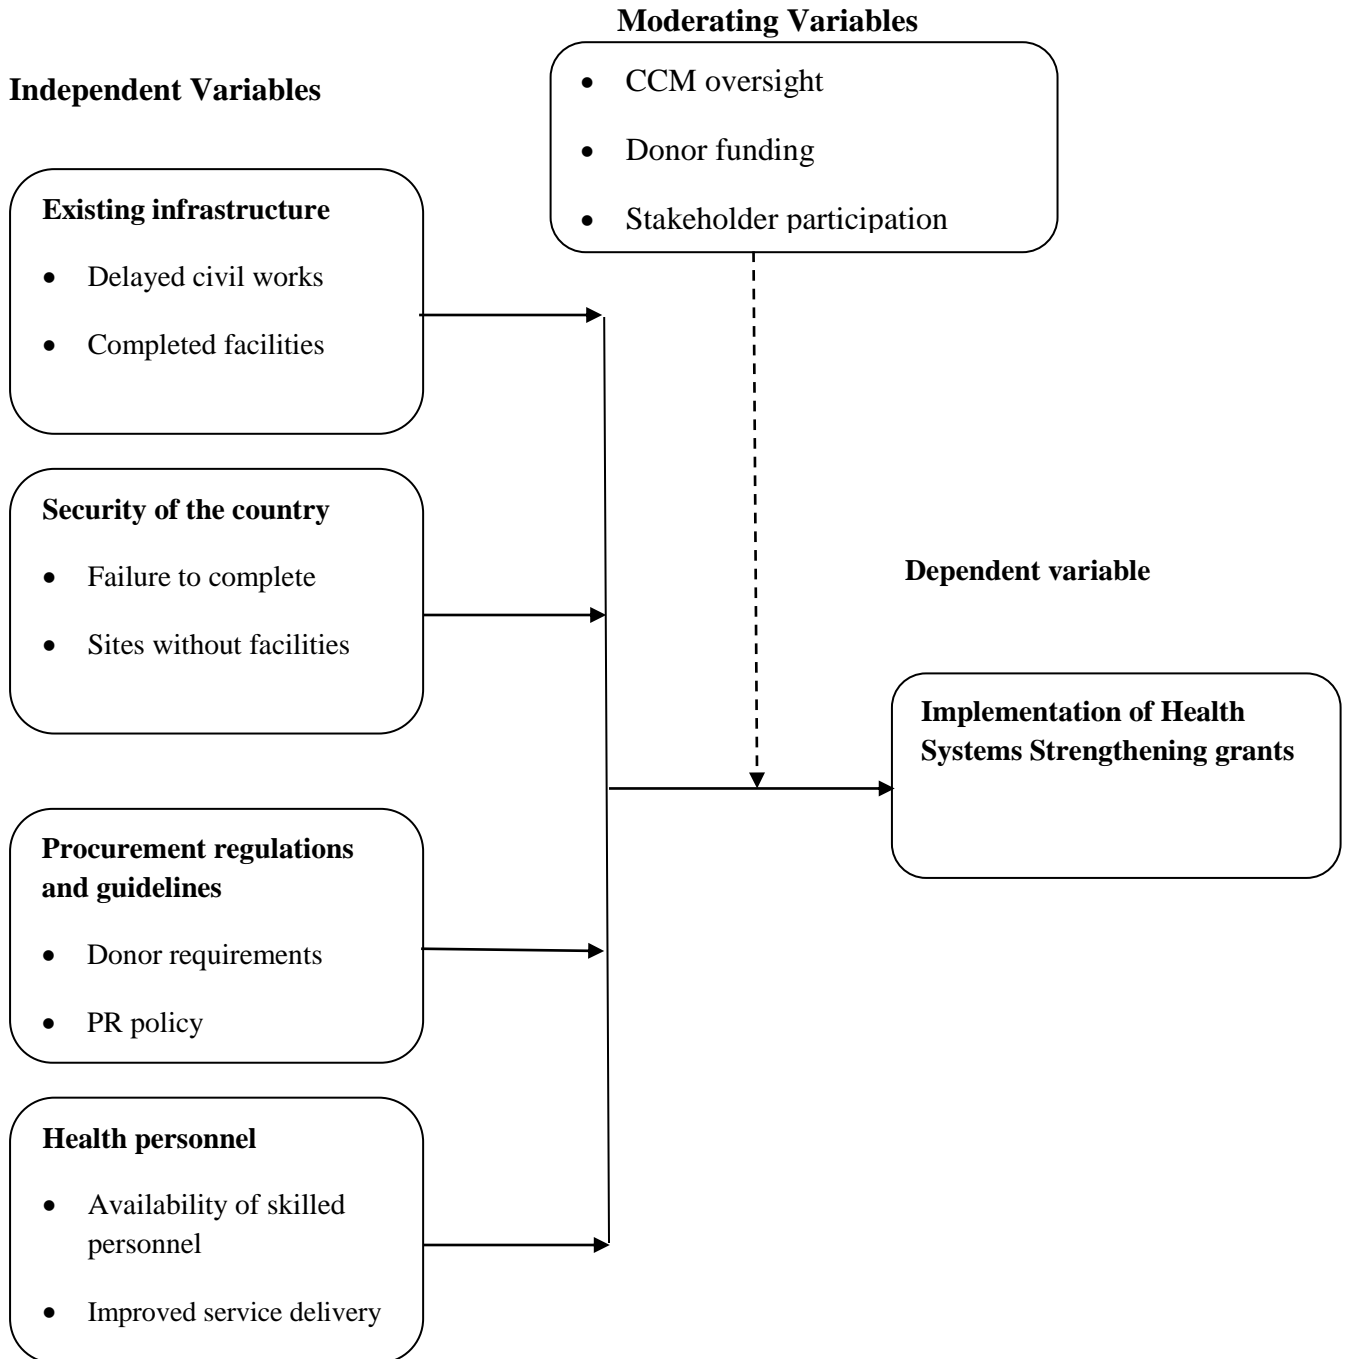 Moderating Variables
• CCM oversight
• Donor funding
• Stakeholder participation
Independent Variables
Existing infrastructure
• Delayed civil works
• Completed facilities
Security of the country
• Failure to complete
• Sites without facilities
Procurement regulations
and guidelines
• Donor requirements
• PR policy
Health personnel
• Availability of skilled
personnel
• Improved service delivery
Dependent variable
Implementation of Health
Systems Strengthening grants